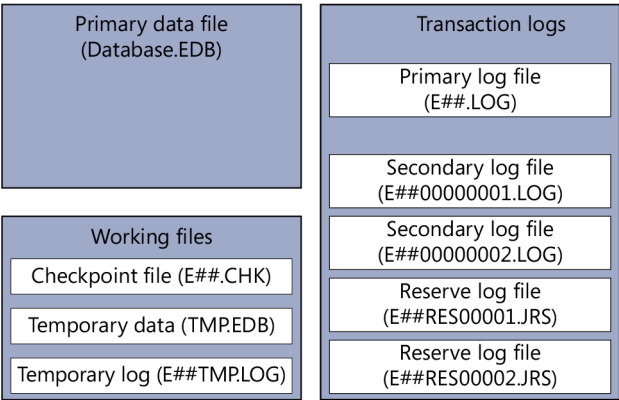 Primary data file
(Database.EDB)
Working files
Checkpoint file (E##.CHK)
Temporary data (TMP.EDB)
Temporary log (E##TMP.LOG)
Transaction logs
Primary log file
(E##.LOG)
Secondary log file
(E##00000001.LOG)
Secondary log file
(E##00000002.LOG)
Reserve log file
(E##RES00001.JRS)
Reserve log file
(E##RES00002.JRS)